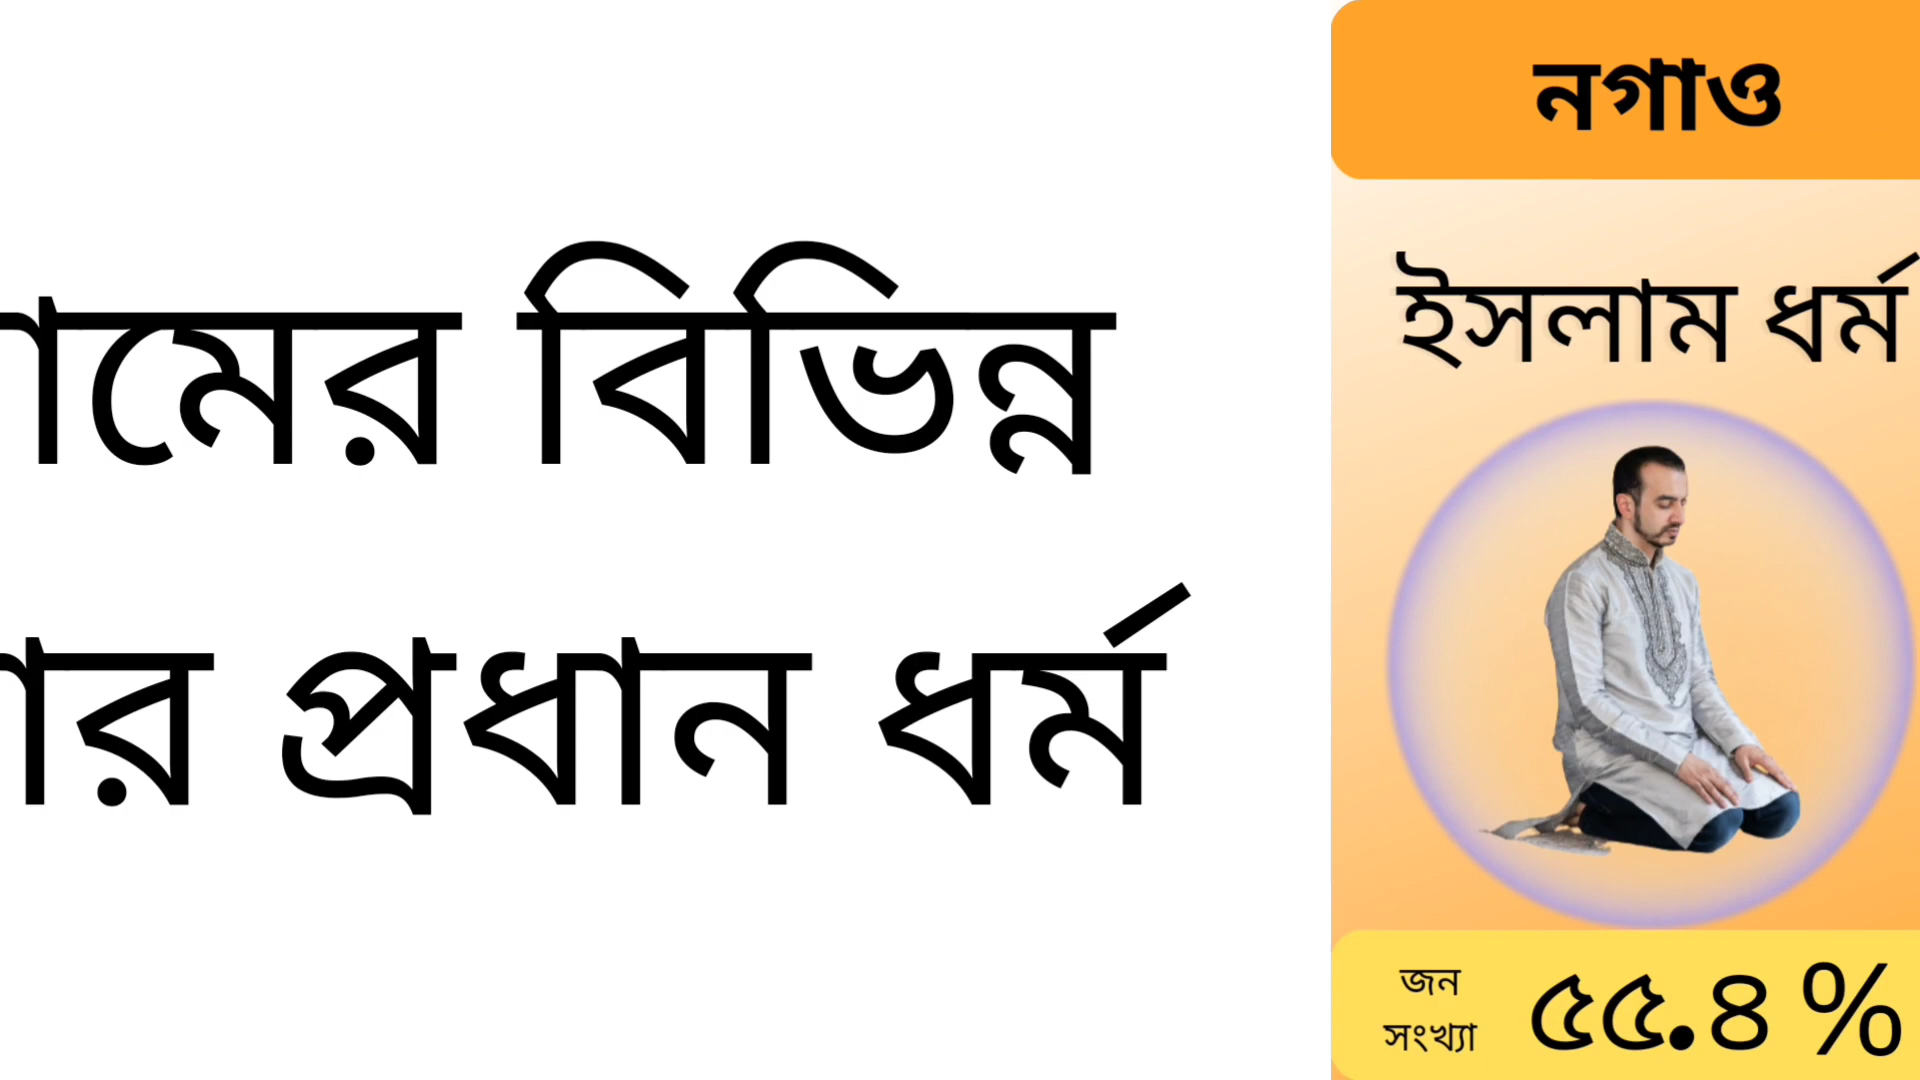 বিভিন্ন
প্রধান ধর্ম
নগাও
ইসলাম ধর্ম
জন
সংখ্যা
৫৫.৪ %